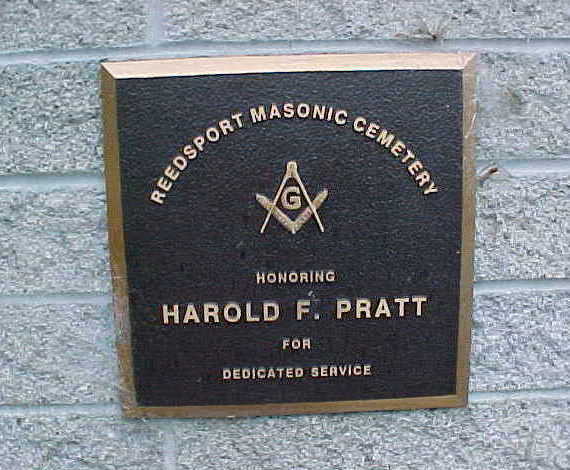 REEDSPORT MASONIC CEMETERY
G
HONORING
HAROLD F. PRATT
FOR
DEDICATED SERVICE